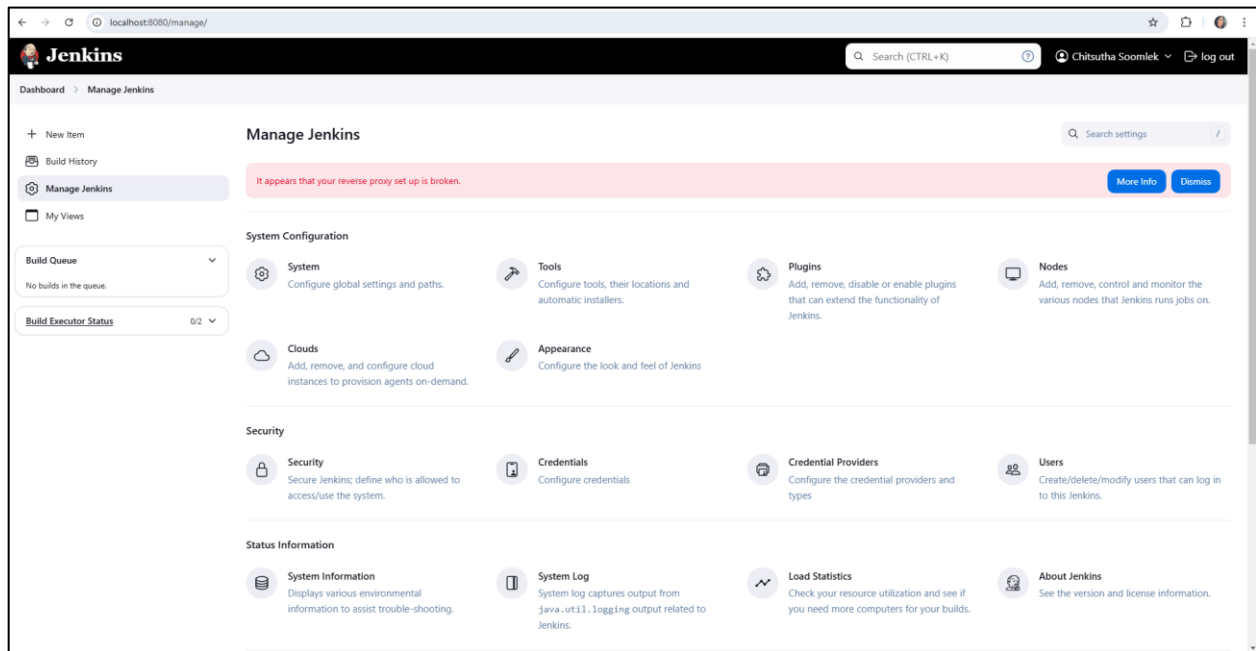 localhost:8080/manage/
Jenkins
Search (CTRL+K)
?
Chitsutha Soomlek
log out
Dashboard > Manage Jenkins
+ New Item
Build History
Manage Jenkins
My Views
Build Queue
No builds in the queue.
Build Executor Status 0/2
Manage Jenkins
Search settings /
It appears that your reverse proxy set up is broken.
More Info
Dismiss
System Configuration
System
Configure global settings and paths.
Tools
Configure tools, their locations and
automatic installers.
Plugins
Add, remove, disable or enable plugins
that can extend the functionality of
Jenkins.
Nodes
Add, remove, control and monitor the
various nodes that Jenkins runs jobs on.
Clouds
Add, remove, and configure cloud
instances to provision agents on-demand.
Appearance
Configure the look and feel of Jenkins
Security
Security
Secure Jenkins; define who is allowed to
access/use the system.
Credentials
Configure credentials
Credential Providers
Configure the credential providers and
types
Users
Create/delete/modify users that can log in
to this Jenkins.
Status Information
System Information
Displays various environmental
information to assist trouble-shooting.
System Log
System log captures output from
java.util.logging output related to
Jenkins.
Load Statistics
Check your resource utilization and see if
you need more computers for your builds.
About Jenkins
See the version and license information.